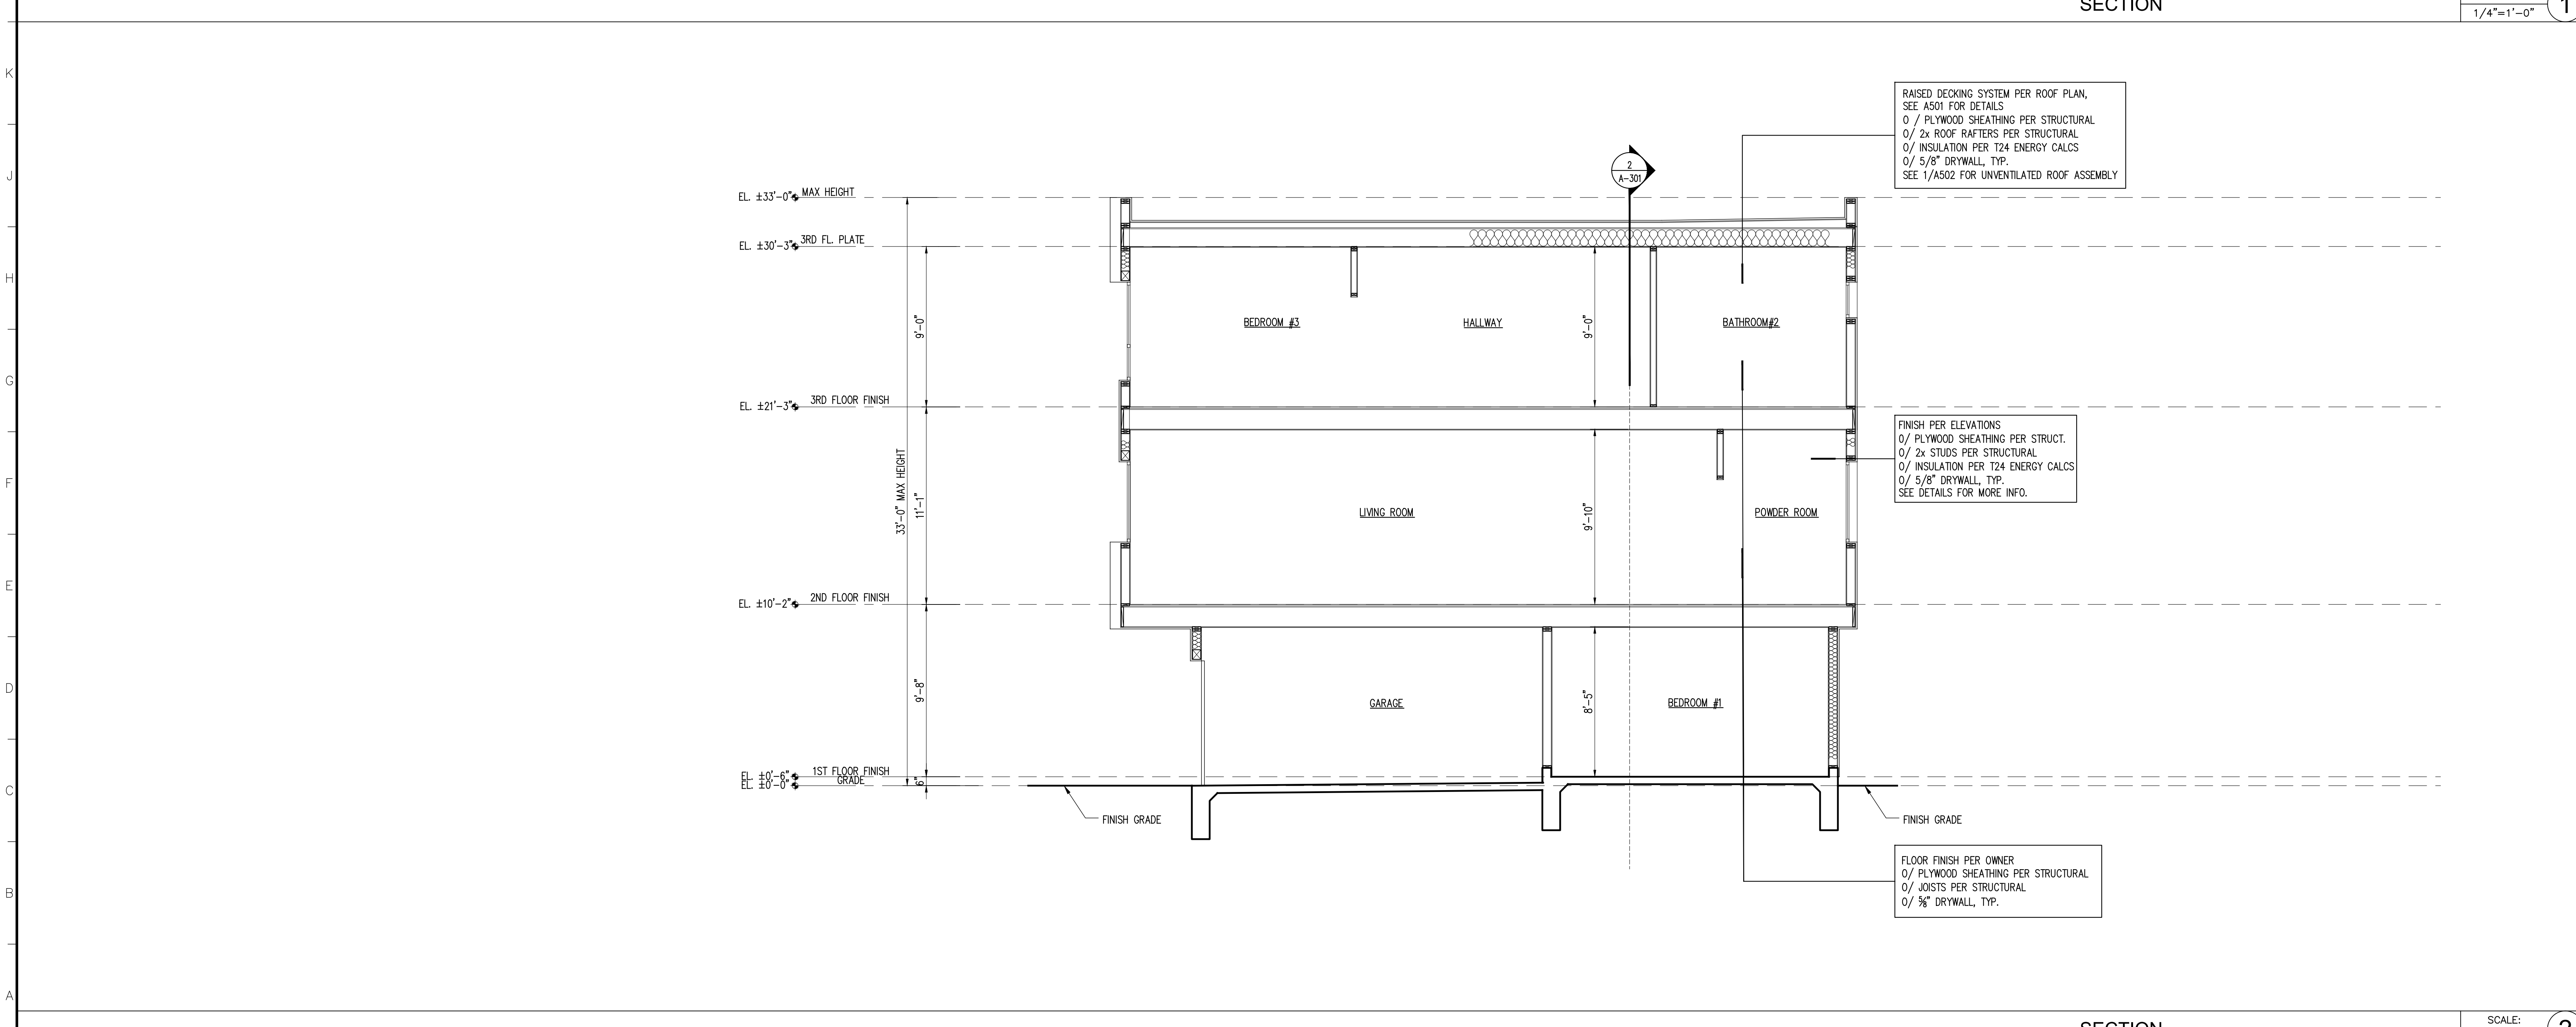 SECTION
1/4"=1'-0"
1
K
J
H
G
F
E
D
C
B
A
RAISED DECKING SYSTEM PER ROOF PLAN,
SEE A501 FOR DETAILS
O / PLYWOOD SHEATHING PER STRUCTURAL
O/ 2x ROOF RAFTERS PER STRUCTURAL
O/ INSULATION PER T24 ENERGY CALCS
O/ 5/8" DRYWALL, TYP.
SEE 1/A502 FOR UNVENTILATED ROOF ASSEMBLY
2
A-301
EL. ±33'-0" MAX HEIGHT
EL. ±30'-3" 3RD FL. PLATE
9'-0"
BEDROOM #3
HALLWAY
9'-0"
BATHROOM#2
EL. ±21'-3" 3RD FLOOR FINISH
FINISH PER ELEVATIONS
O/ PLYWOOD SHEATHING PER STRUCT.
O/ 2x STUDS PER STRUCTURAL
O/ INSULATION PER T24 ENERGY CALCS
O/ 5/8" DRYWALL, TYP.
SEE DETAILS FOR MORE INFO.
33'-0" MAX HEIGHT
11'-1"
LIVING ROOM
9'-10"
POWDER ROOM
EL. ±10'-2" 2ND FLOOR FINISH
9'-8"
GARAGE
8'-5"
BEDROOM #1
EL. ±0'-6" 1ST FLOOR FINISH
EL. ±0'-0" GRADE
6"
FINISH GRADE
FINISH GRADE
FLOOR FINISH PER OWNER
O/ PLYWOOD SHEATHING PER STRUCTURAL
O/ JOISTS PER STRUCTURAL
O/ ⅝" DRYWALL, TYP.
SECTION
SCALE:
2